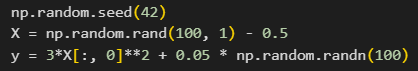 np.random.seed(42)
X = np.random.rand(100, 1) - 0.5
y = 3*X[:, 0]**2 + 0.05 * np.random.randn(100)